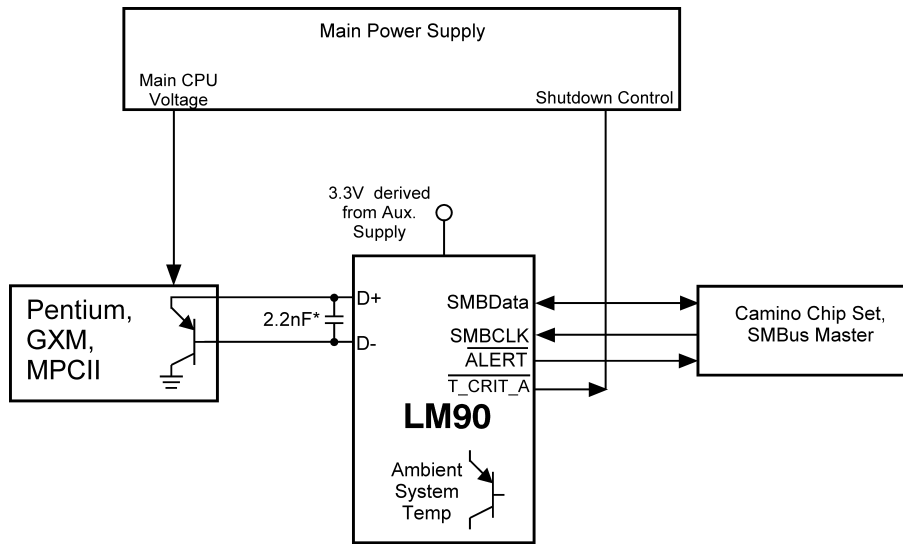 Main Power Supply
Main CPU
Voltage
Shutdown Control
3.3V derived
from Aux.
Supply
Pentium,
GXM,
MPCII
2.2nF*
D+
D-
SMBData
SMBCLK
ALERT
T_CRIT_A
LM90
Ambient
System
Temp
Camino Chip Set,
SMBus Master